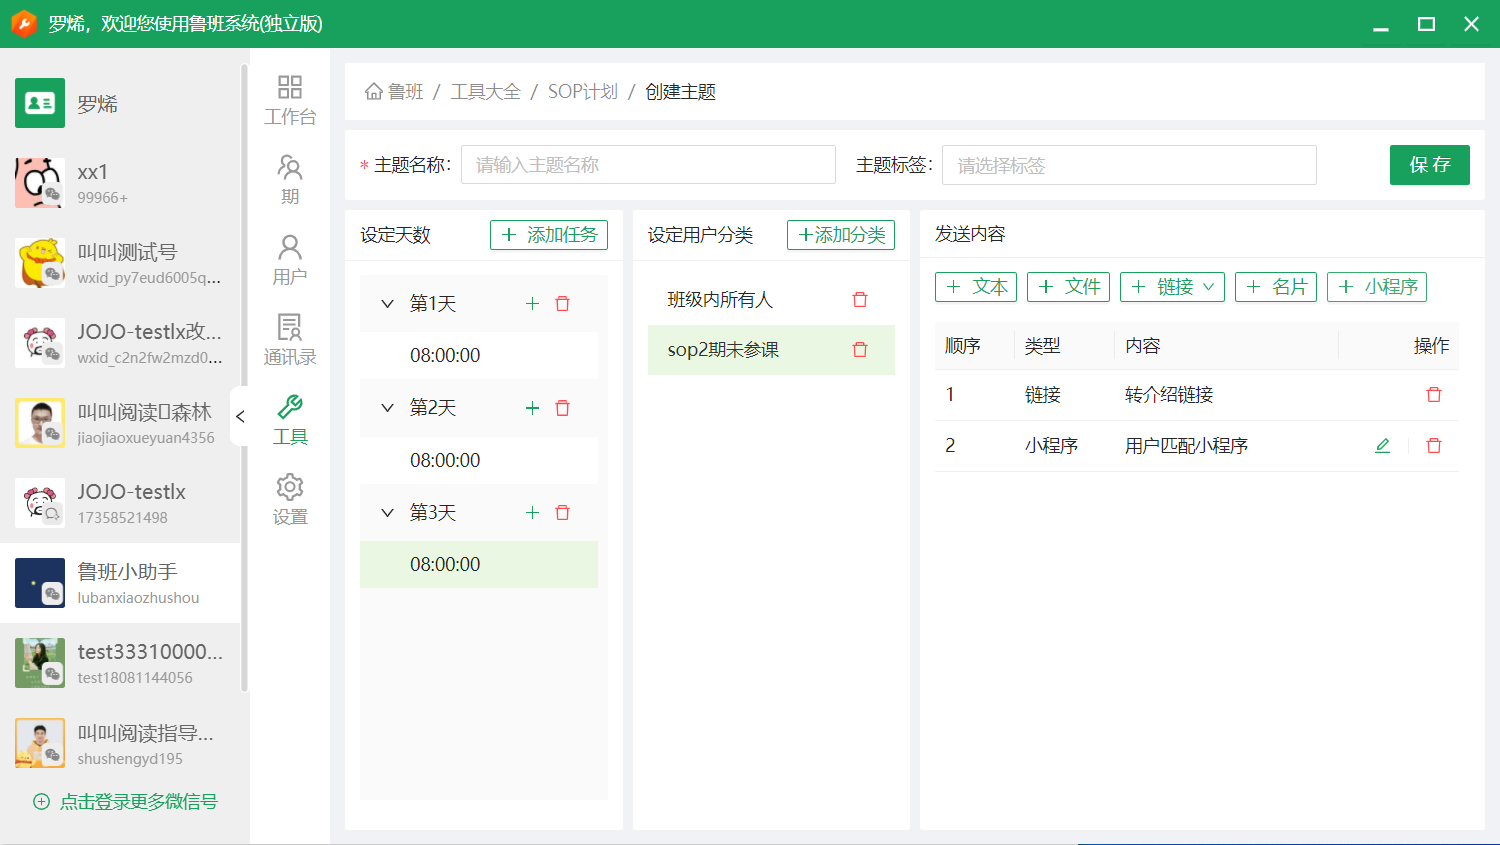 罗烯，欢迎您使用鲁班系统(独立版)
罗烯
xx1
99966+
叫叫测试号
wxid_py7eud6005q...
JOJO-testlx改...
wxid_c2n2fw2mzd0...
叫叫阅读▯森林
jiaojiaoxueyuan4356
JOJO-testlx
17358521498
鲁班小助手
lubanxiaozhushou
test33310000...
test18081144056
叫叫阅读指导...
shushengyd195
点击登录更多微信号
工作台
期
用户
通讯录
工具
设置
鲁班 / 工具大全 / SOP计划 / 创建主题
* 主题名称: 请输入主题名称 主题标签: 请选择标签 保存
设定天数 + 添加任务
第1天
08:00:00
第2天
08:00:00
第3天
08:00:00
设定用户分类 +添加分类
班级内所有人
sop2期未参课
发送内容
+ 文本 + 文件 + 链接 + 名片 + 小程序
顺序 类型 内容 操作
1 链接 转介绍链接
2 小程序 用户匹配小程序